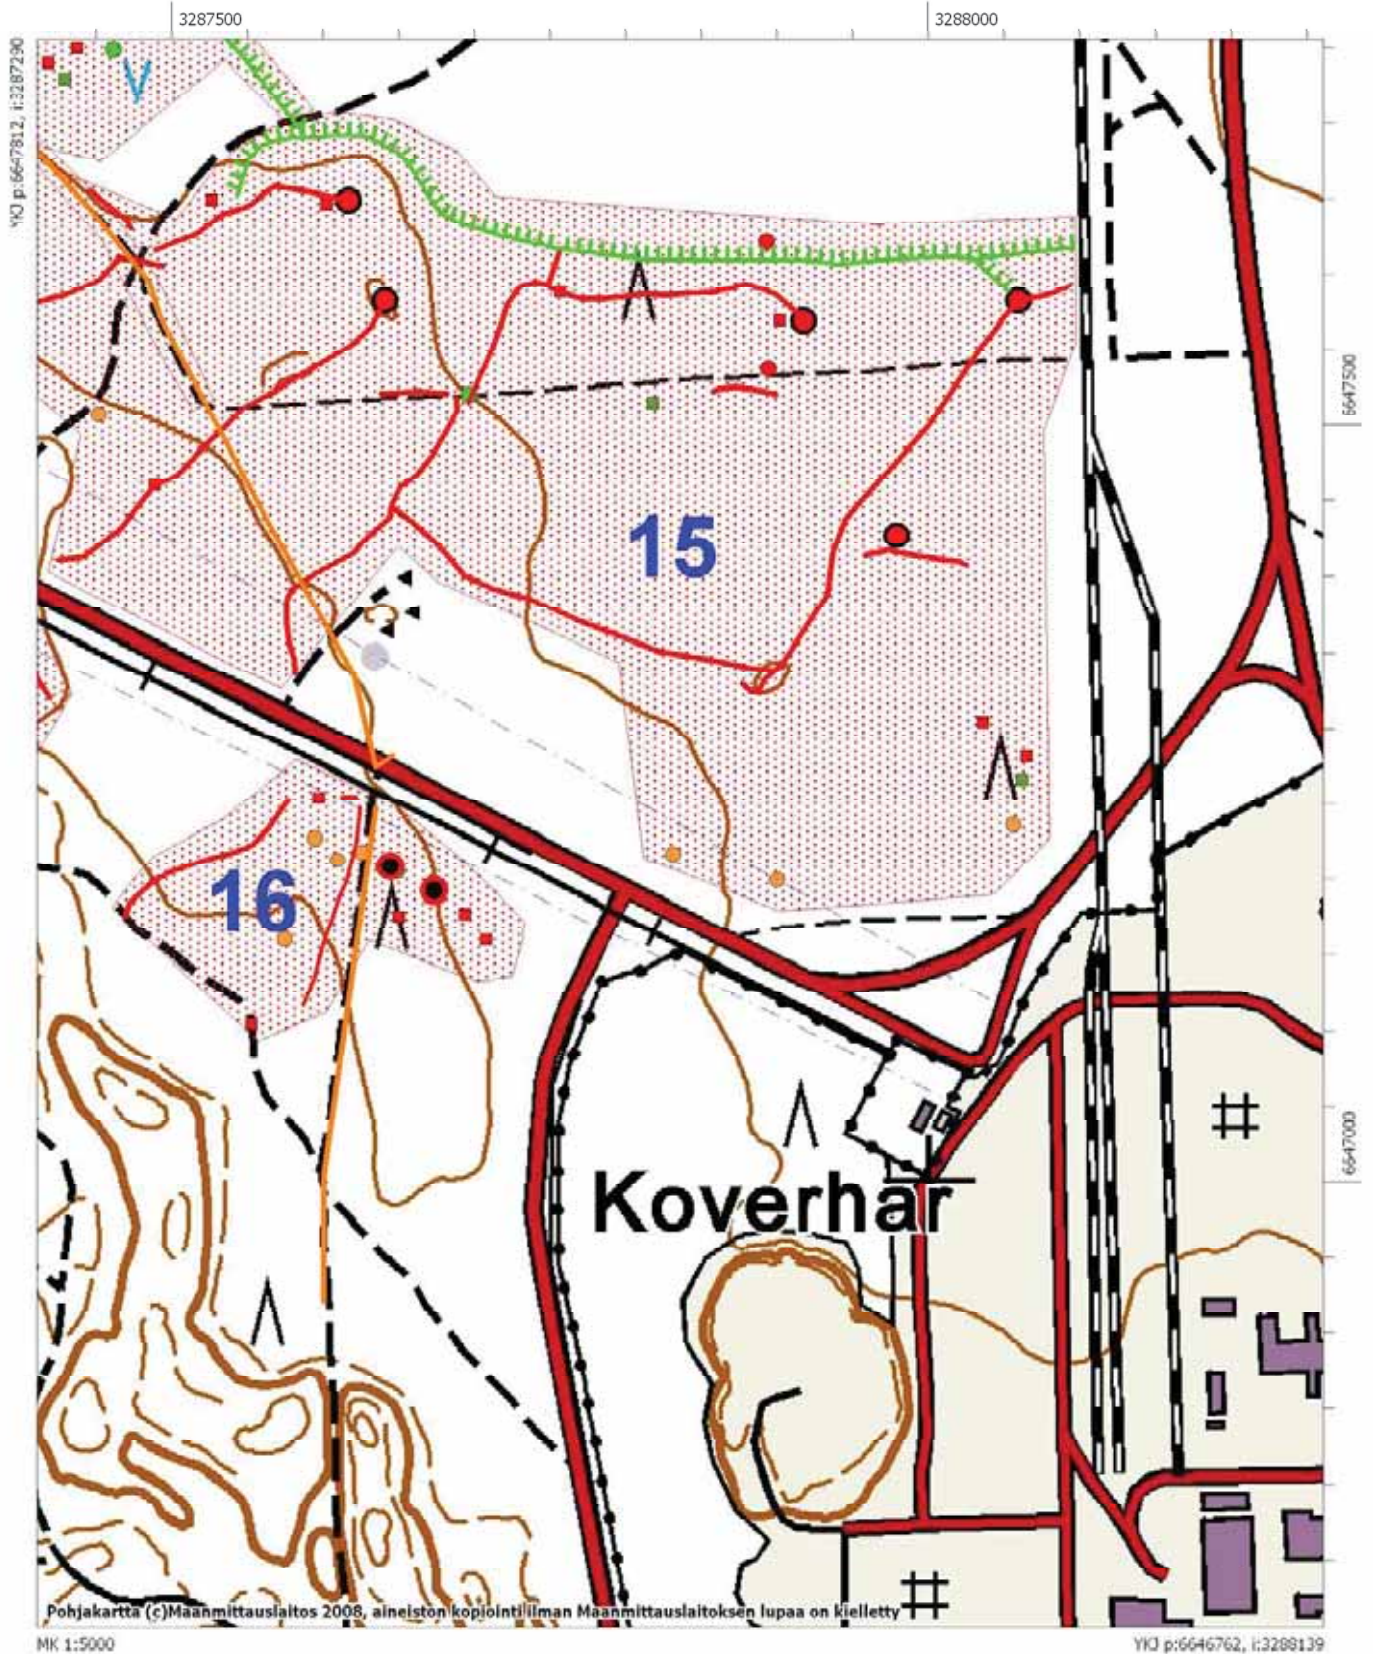 3287500
3288000
YKJ p:6647812, i:3287290
6647500
15
16
6647000
Koverhar
Pohjakartta (c)Maanmittauslaitos 2008, aineiston kopiointi ilman Maanmittauslaitoksen lupaa on kielletty
MK 1:5000
YKJ p:6646762, i:3288139